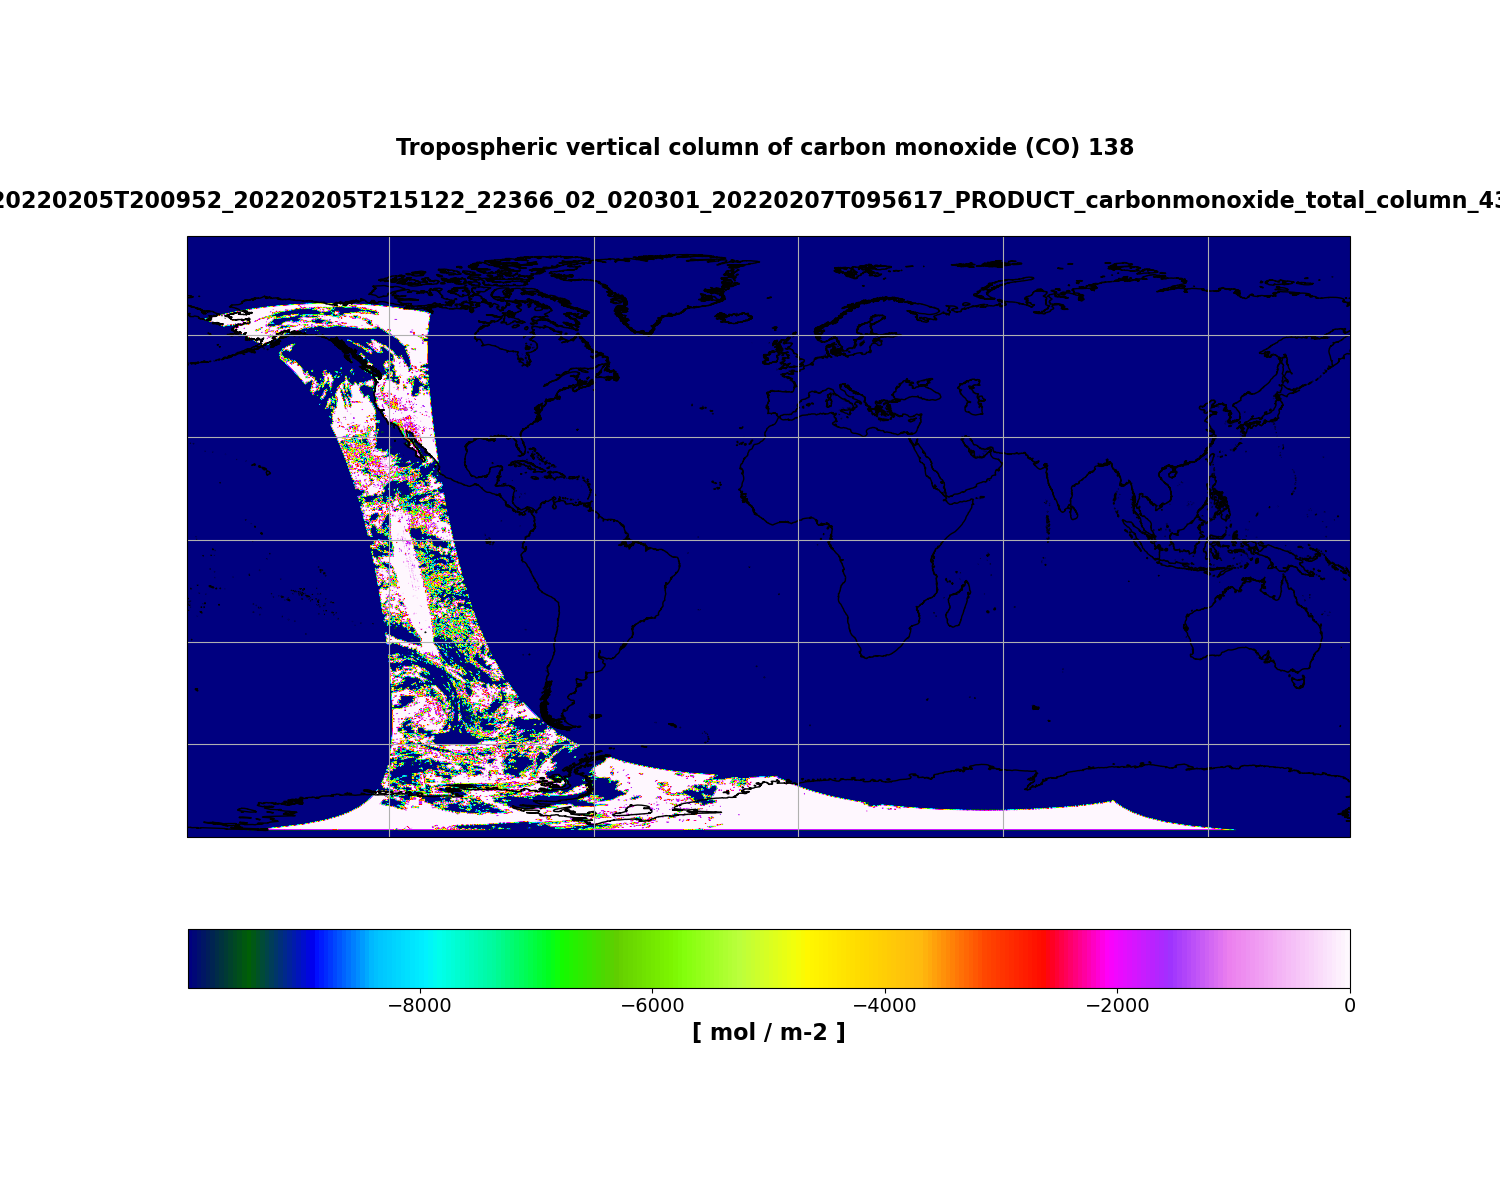 Tropospheric vertical column of carbon monoxide (CO) 138
20220205T200952_20220205T215122_22366_02_020301_20220207T095617_PRODUCT_carbonmonoxide_total_column_43
−8000 −6000 −4000 −2000 0
[ mol / m-2 ]